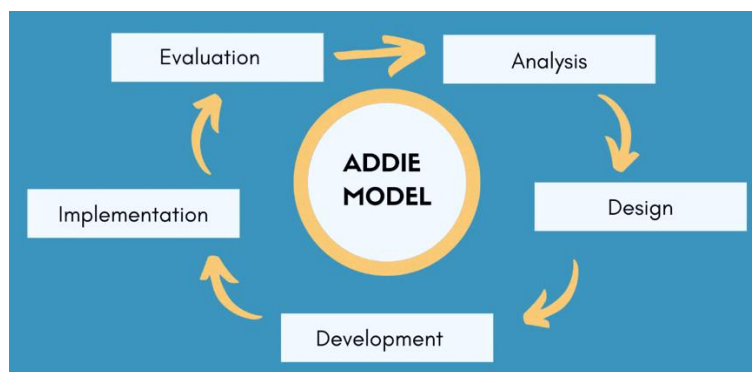 Evaluation
Analysis
ADDIE
MODEL
Implementation
Design
Development